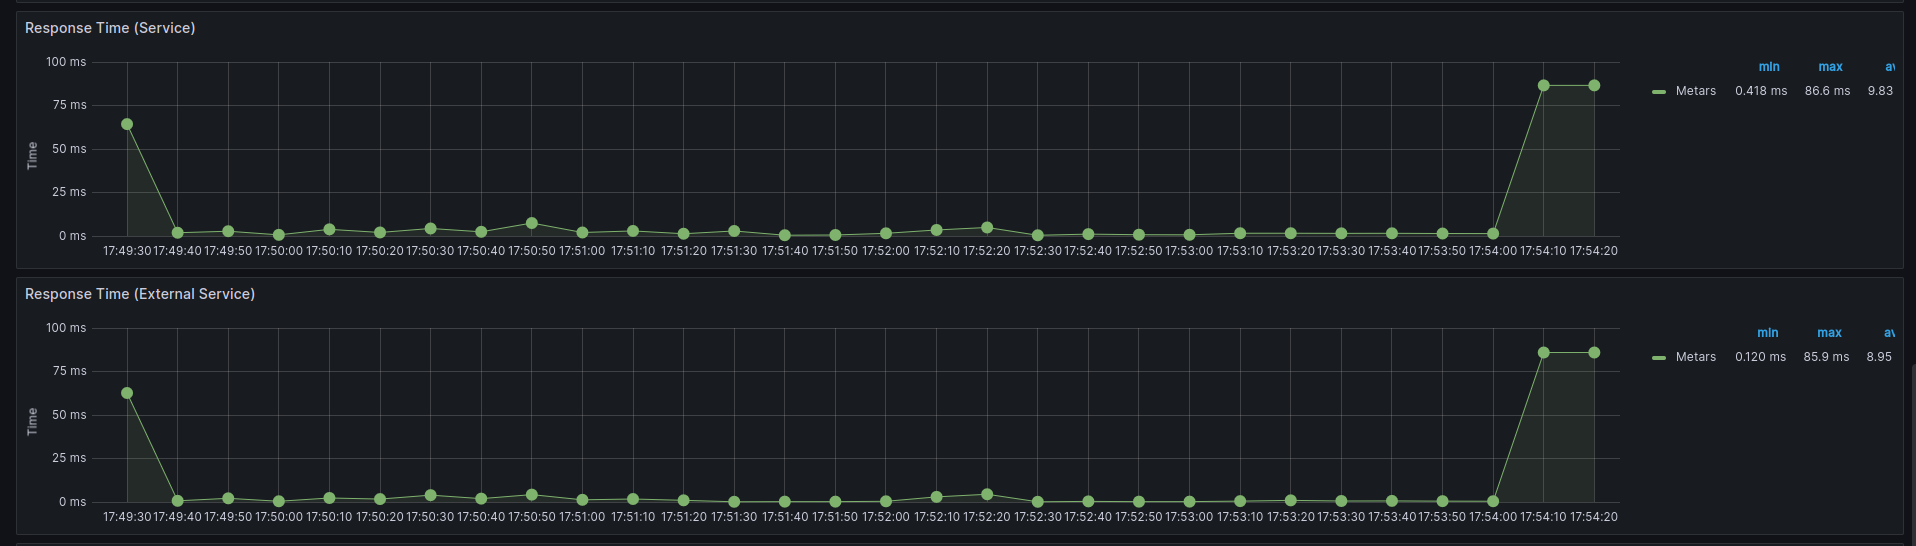 Response Time (Service)
min max av
100 ms
Metars 0.418 ms 86.6 ms 9.83
75 ms
50 ms
Time
25 ms
0 ms
17:49:30 17:49:40 17:49:50 17:50:00 17:50:10 17:50:20 17:50:30 17:50:40 17:50:50 17:51:00 17:51:10 17:51:20 17:51:30 17:51:40 17:51:50 17:52:00 17:52:10 17:52:20 17:52:30 17:52:40 17:52:50 17:53:00 17:53:10 17:53:20 17:53:30 17:53:40 17:53:50 17:54:00 17:54:10 17:54:20
Response Time (External Service)
min max av
100 ms
Metars 0.120 ms 85.9 ms 8.95
75 ms
50 ms
Time
25 ms
0 ms
17:49:30 17:49:40 17:49:50 17:50:00 17:50:10 17:50:20 17:50:30 17:50:40 17:50:50 17:51:00 17:51:10 17:51:20 17:51:30 17:51:40 17:51:50 17:52:00 17:52:10 17:52:20 17:52:30 17:52:40 17:52:50 17:53:00 17:53:10 17:53:20 17:53:30 17:53:40 17:53:50 17:54:00 17:54:10 17:54:20